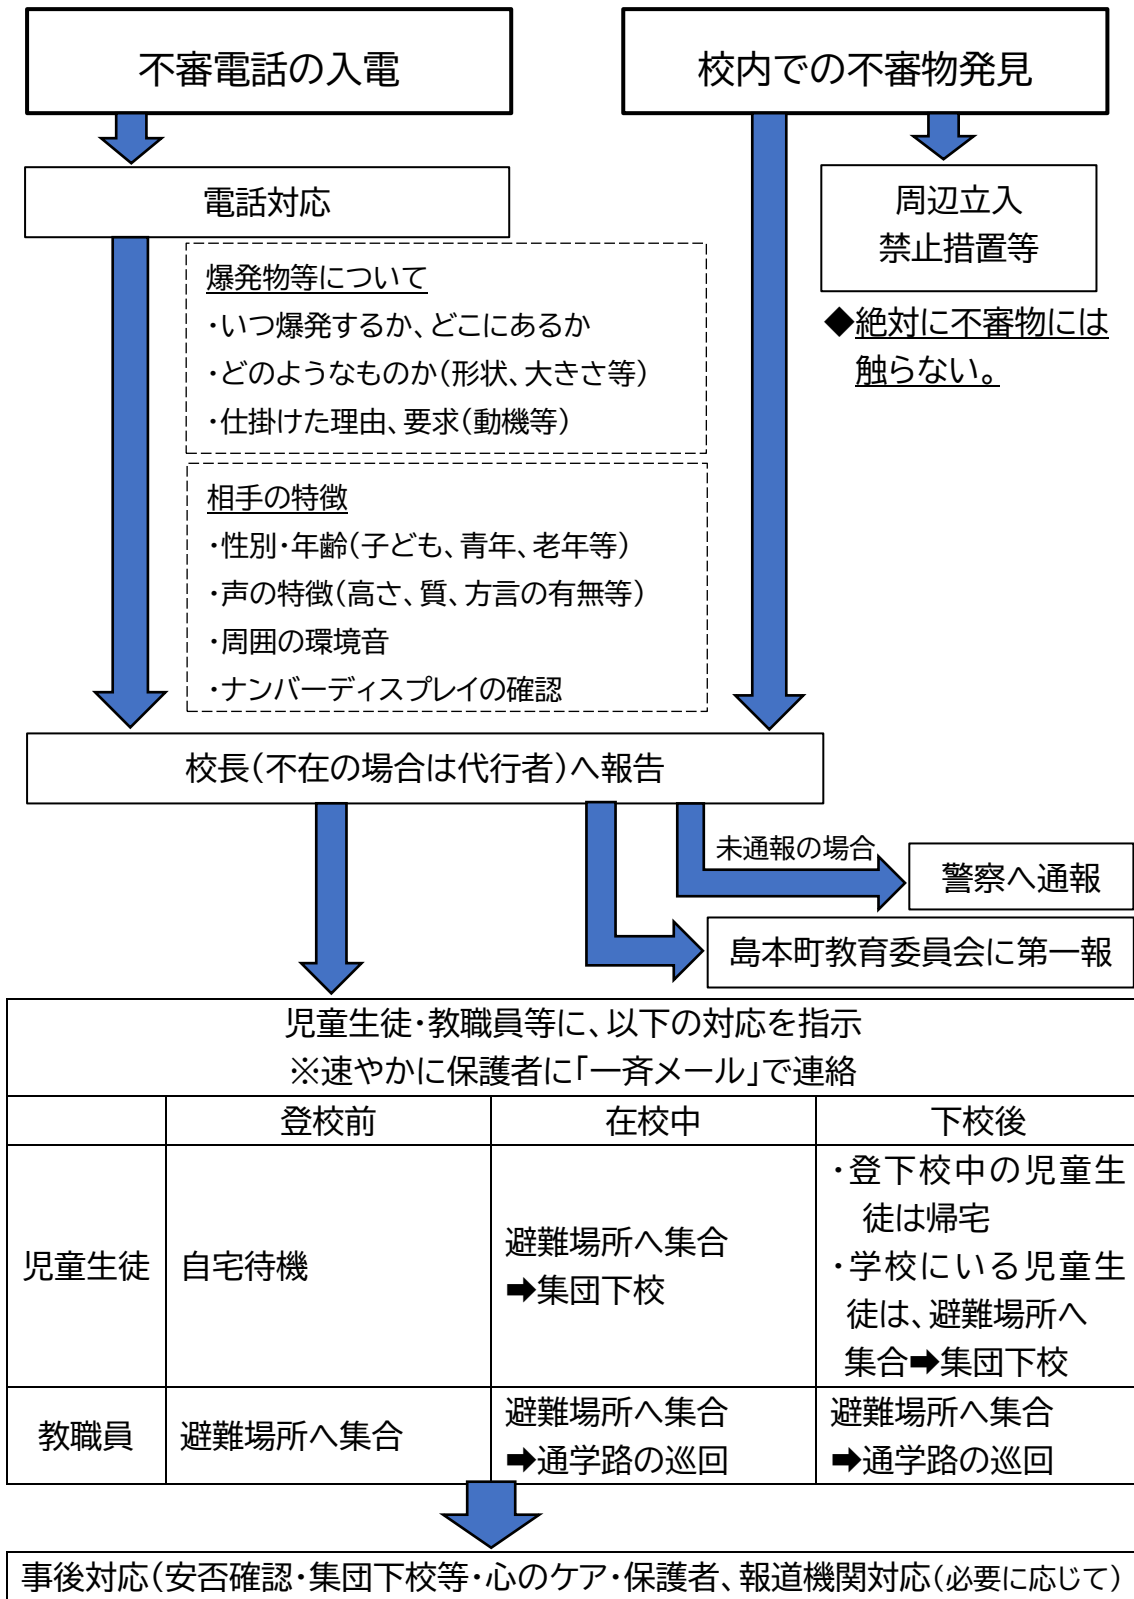 不審電話の入電
校内での不審物発見
電話対応
周辺立入
禁止措置等
◆絶対に不審物には
触らない。
爆発物等について
・いつ爆発するか、どこにあるか
・どのようなものか(形状、大きさ等)
・仕掛けた理由、要求(動機等)
相手の特徴
・性別・年齢(子ども、青年、老年等)
・声の特徴(高さ、質、方言の有無等)
・周囲の環境音
・ナンバーディスプレイの確認
校長(不在の場合は代行者)へ報告
未通報の場合
警察へ通報
島本町教育委員会に第一報
児童生徒・教職員等に、以下の対応を指示
※速やかに保護者に「一斉メール」で連絡
登校前 在校中 下校後
児童生徒
自宅待機
避難場所へ集合
➡集団下校
・登下校中の児童生
徒は帰宅
・学校にいる児童生
徒は、避難場所へ
集合➡集団下校
教職員
避難場所へ集合
避難場所へ集合
➡通学路の巡回
避難場所へ集合
➡通学路の巡回
事後対応(安否確認・集団下校等・心のケア・保護者、報道機関対応(必要に応じて)